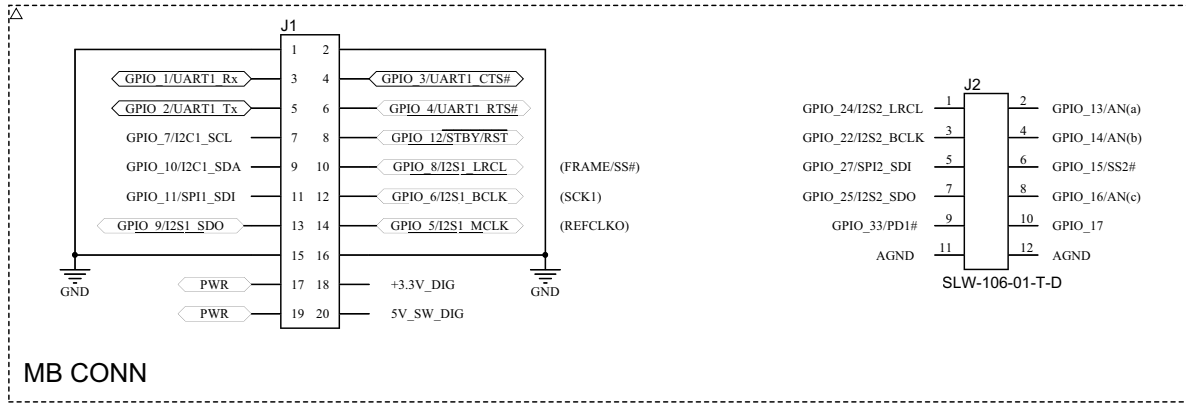 J1
1 2
GPIO_1/UART1_Rx 3 4 GPIO_3/UART1_CTS#
GPIO_2/UART1_Tx 5 6 GPIO_4/UART1_RTS#
GPIO_7/I2C1_SCL 7 8 GPIO_12/STBY/RST
GPIO_10/I2C1_SDA 9 10 GPIO_8/I2S1_LRCL (FRAME/SS#)
GPIO_11/SPI1_SDI 11 12 GPIO_6/I2S1_BCLK (SCK1)
GPIO_9/I2S1_SDO 13 14 GPIO_5/I2S1_MCLK (REFCLKO)
15 16
GND GND
PWR 17 18 +3.3V_DIG
PWR 19 20 5V_SW_DIG
J2
GPIO_24/I2S2_LRCL 1 2 GPIO_13/AN(a)
GPIO_22/I2S2_BCLK 3 4 GPIO_14/AN(b)
GPIO_27/SPI2_SDI 5 6 GPIO_15/SS2#
GPIO_25/I2S2_SDO 7 8 GPIO_16/AN(c)
GPIO_33/PD1# 9 10 GPIO_17
AGND 11 12 AGND
SLW-106-01-T-D
MB CONN